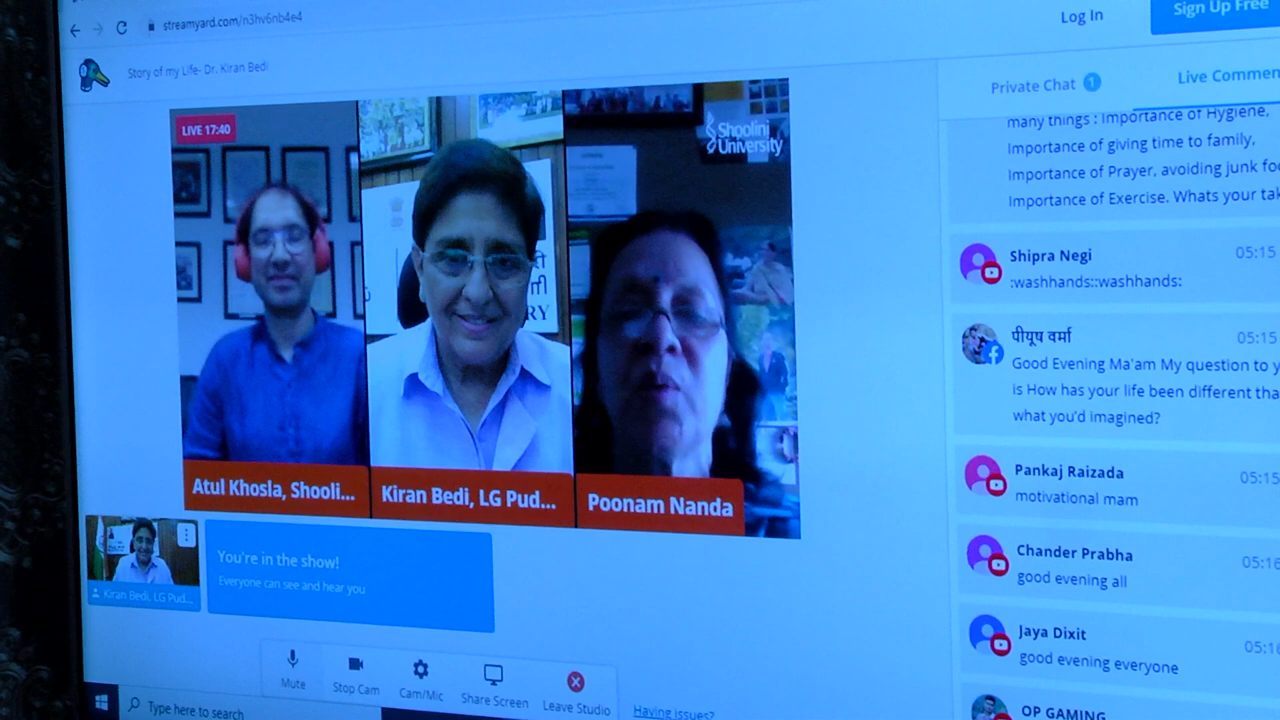 streamyard.com/n3hv6nb4e4
Log In
Sign Up Free
Story of my Life- Dr. Kiran Bedi
Private Chat 1
Live Commen
LIVE 17:40
Shoolini
University
RY
Atul Khosla, Shooli...
Kiran Bedi, LG Pud...
Poonam Nanda
Kiran Bedi, LG Pud...
You're in the show!
Everyone can see and hear you
Mute
Stop Cam
Cam/Mic
Share Screen
Leave Studio
Having issues?
Type here to search
many things : Importance of Hygiene,
Importance of giving time to family,
Importance of Prayer, avoiding junk fo
Importance of Exercise. Whats your tak
Shipra Negi 05:15
:washhands::washhands:
पीयूष वर्मा 05:15
Good Evening Ma'am My question to y
is How has your life been different tha
what you'd imagined?
Pankaj Raizada 05:15
motivational mam
Chander Prabha 05:16
good evening all
Jaya Dixit 05:16
good evening everyone
OP GAMING